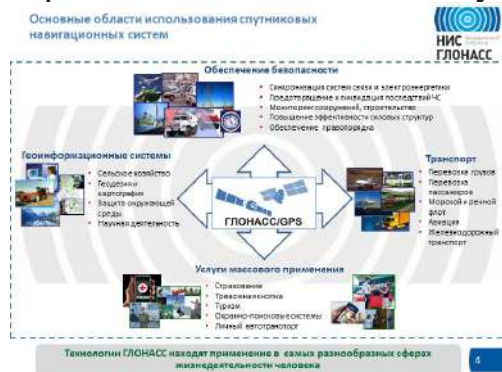 Основные области использования спутниковых
навигационных систем
НИС
ГЛОНАСС
Обеспечение безопасности
• Синхронизация систем связи и электроэнергетики
• Предотвращение и ликвидация последствий ЧС
• Мониторинг сооружений, строительство
• Повышение эффективности силовых структур
• Обеспечение правопорядка
Геоинформационные системы
• Сельское хозяйство
• Геодезия и
картография
• Защита окружающей
среды
• Научная деятельность
ГЛОНАСС/GPS
Транспорт
• Перевозка грузов
• Перевозка
пассажиров
• Морской и речной
флот
• Авиация
• Железнодорожный
транспорт
Услуги массового применения
• Страхование
• Тревожная кнопка
• Туризм
• Охранно-поисковые системы
• Личный автотранспорт
Технологии ГЛОНАСС находят применение в самых разнообразных сферах
жизнедеятельности человека
4